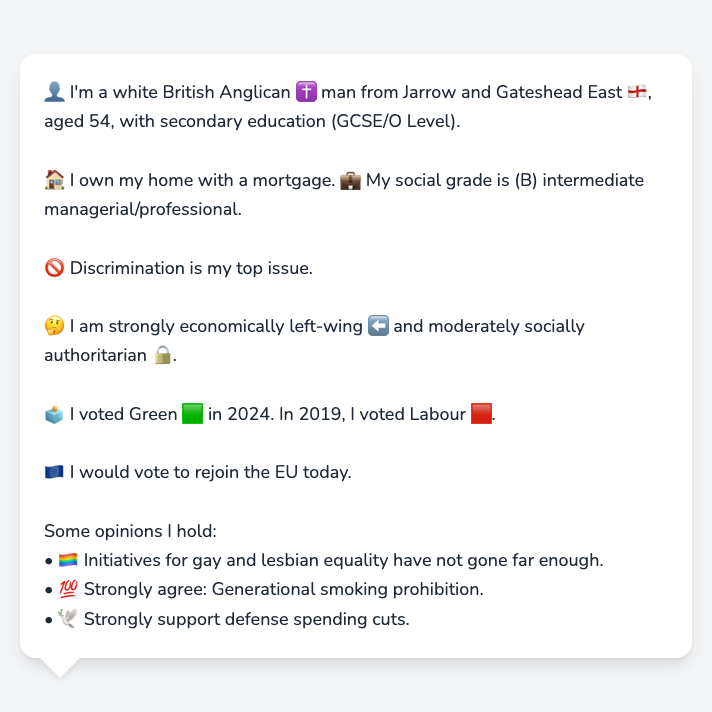 👤 I'm a white British Anglican ✝️ man from Jarrow and Gateshead East 🏴󠁧󠁢󠁥󠁮󠁧󠁿,
aged 54, with secondary education (GCSE/O Level).
🏠 I own my home with a mortgage. 💼 My social grade is (B) intermediate
managerial/professional.
🚫 Discrimination is my top issue.
🤔 I am strongly economically left-wing ⬅️ and moderately socially
authoritarian 🔒.
🗳️ I voted Green 🟩 in 2024. In 2019, I voted Labour 🟥.
🇪🇺 I would vote to rejoin the EU today.
Some opinions I hold:
• 🏳️‍🌈 Initiatives for gay and lesbian equality have not gone far enough.
• 💯 Strongly agree: Generational smoking prohibition.
• 🕊️ Strongly support defense spending cuts.